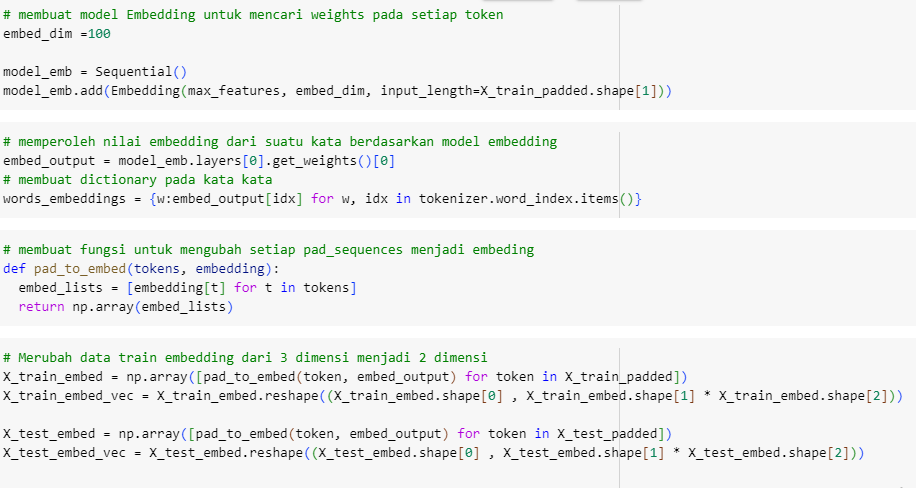 # membuat model Embedding untuk mencari weights pada setiap token
embed_dim =100
model_emb = Sequential()
model_emb.add(Embedding(max_features, embed_dim, input_length=X_train_padded.shape[1]))
# memperoleh nilai embedding dari suatu kata berdasarkan model embedding
embed_output = model_emb.layers[0].get_weights()[0]
# membuat dictionary pada kata kata
words_embeddings = {w:embed_output[idx] for w, idx in tokenizer.word_index.items()}
# membuat fungsi untuk mengubah setiap pad_sequences menjadi embeding
def pad_to_embed(tokens, embedding):
  embed_lists = [embedding[t] for t in tokens]
  return np.array(embed_lists)
# Merubah data train embedding dari 3 dimensi menjadi 2 dimensi
X_train_embed = np.array([pad_to_embed(token, embed_output) for token in X_train_padded])
X_train_embed_vec = X_train_embed.reshape((X_train_embed.shape[0] , X_train_embed.shape[1] * X_train_embed.shape[2]))
X_test_embed = np.array([pad_to_embed(token, embed_output) for token in X_test_padded])
X_test_embed_vec = X_test_embed.reshape((X_test_embed.shape[0] , X_test_embed.shape[1] * X_test_embed.shape[2]))